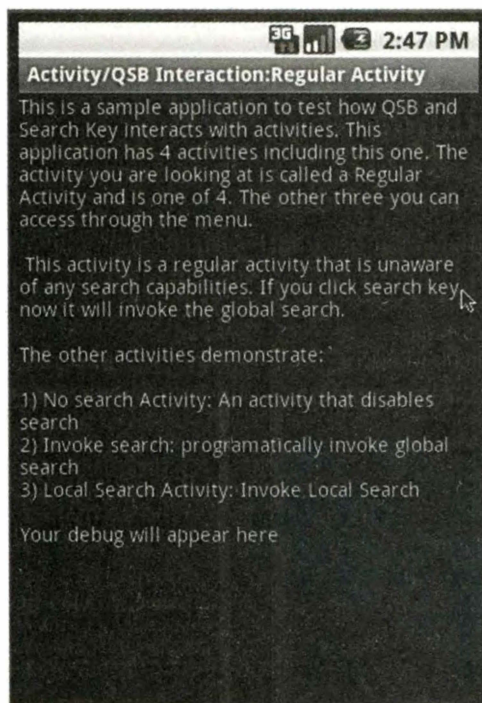 3G 2:47 PM
Activity/QSB Interaction:Regular Activity
This is a sample application to test how QSB and
Search Key Interacts with activities. This
application has 4 activities including this one. The
activity you are looking at is called a Regular
Activity and is one of 4. The other three you can
access through the menu.
This activity is a regular activity that is unaware
of any search capabilities. If you click search key
now it will invoke the global search.
The other activities demonstrate:
1) No search Activity: An activity that disables
search
2) Invoke search: programatically invoke global
search
3) Local Search Activity: Invoke Local Search
Your debug will appear here